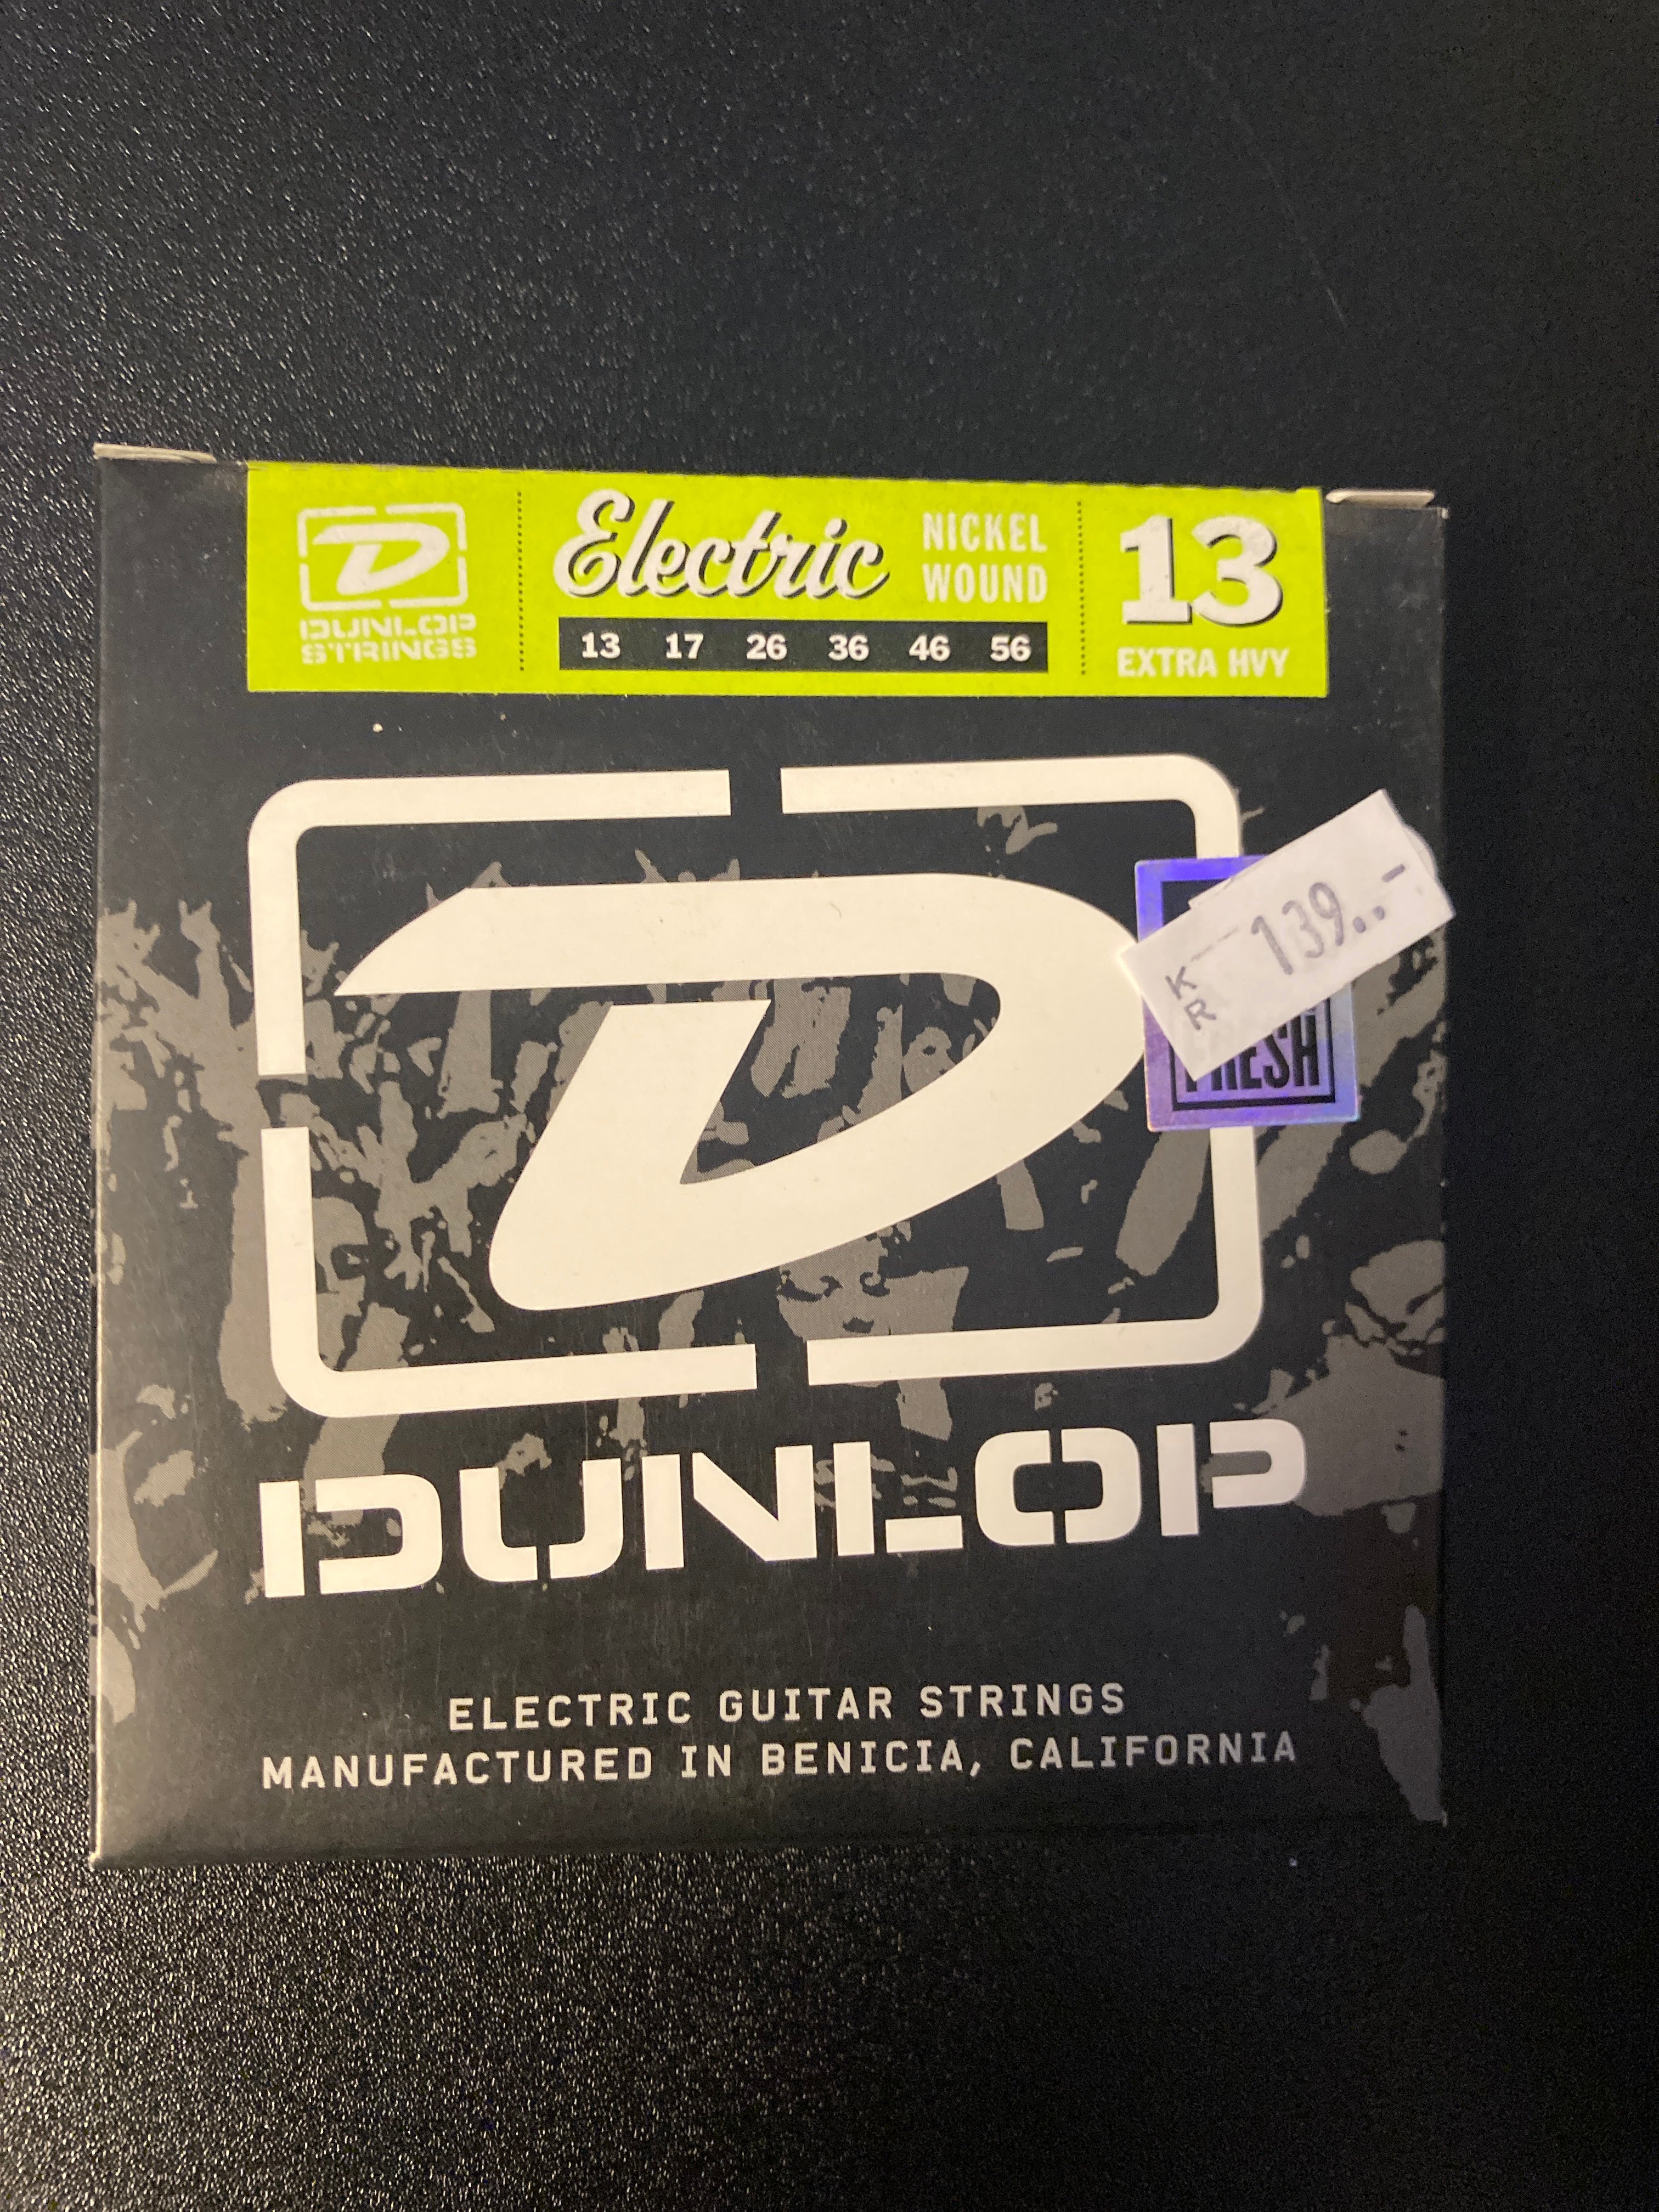 DUNLOP
STRINGS
Electric
NICKEL
WOUND
13 17 26 36 46 56
13
EXTRA HVY
KR 139..-
DUNLOP
ELECTRIC GUITAR STRINGS
MANUFACTURED IN BENICIA, CALIFORNIA